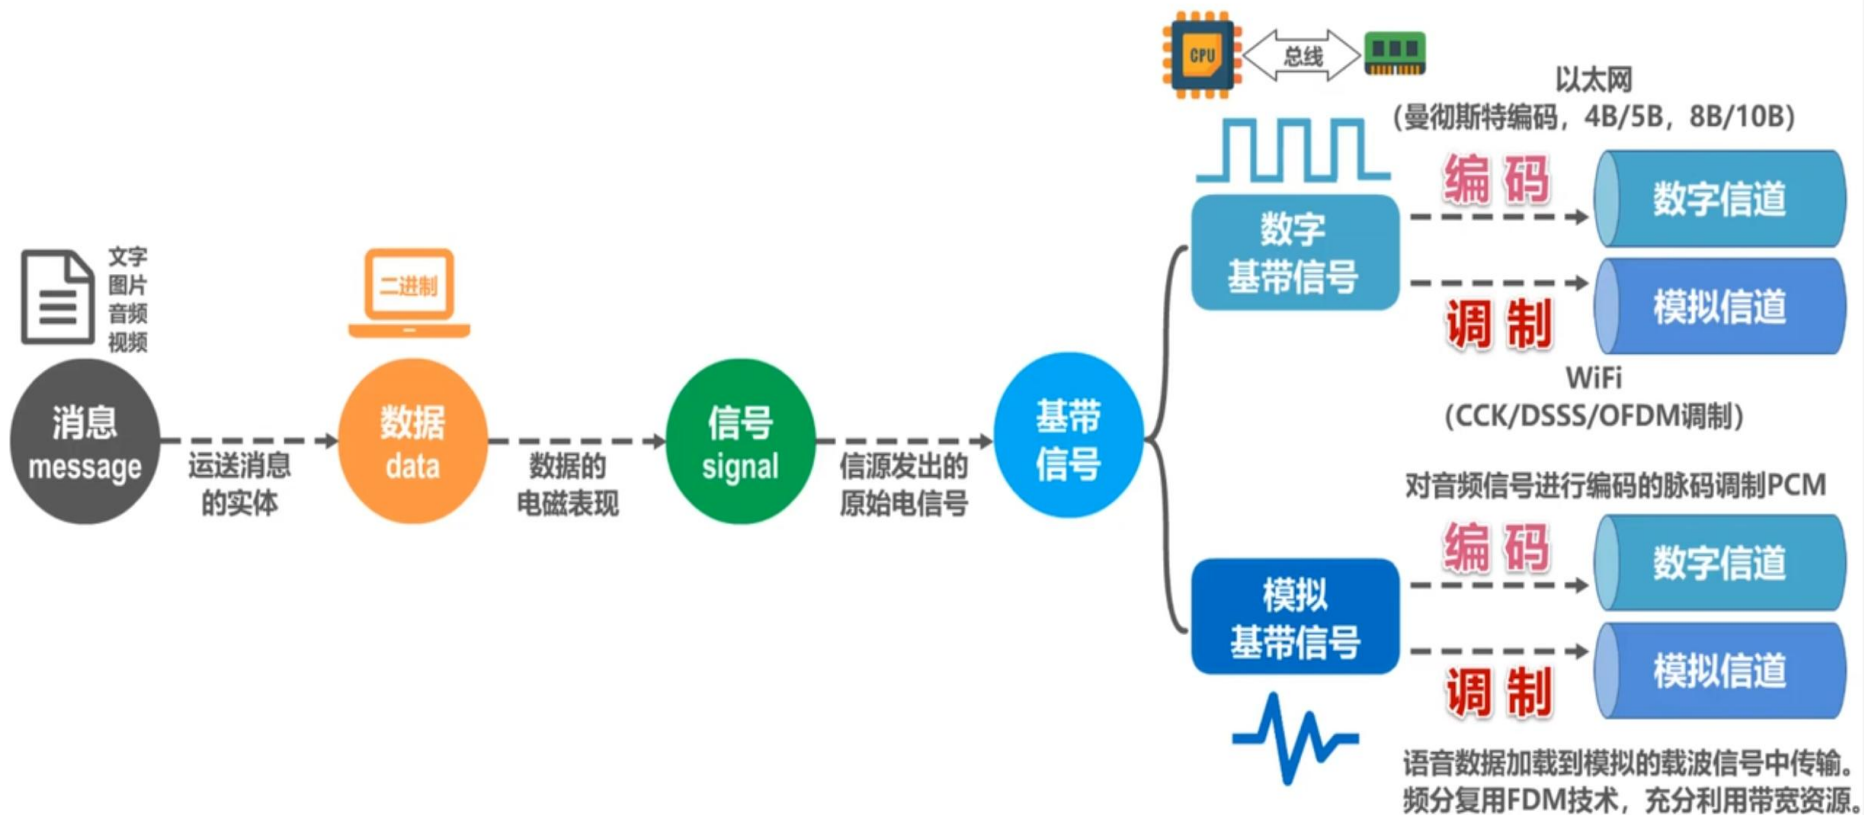 文字
图片
音频
视频
消息
message
运送消息
的实体
二进制
数据
data
数据的
电磁表现
信号
signal
信源发出的
原始电信号
基带
信号
CPU
总线
数字
基带信号
以太网
（曼彻斯特编码，4B/5B，8B/10B）
编码
数字信道
调制
模拟信道
WiFi
（CCK/DSSS/OFDM调制）
模拟
基带信号
对音频信号进行编码的脉码调制PCM
编码
数字信道
调制
模拟信道
语音数据加载到模拟的载波信号中传输。
频分复用FDM技术，充分利用带宽资源。